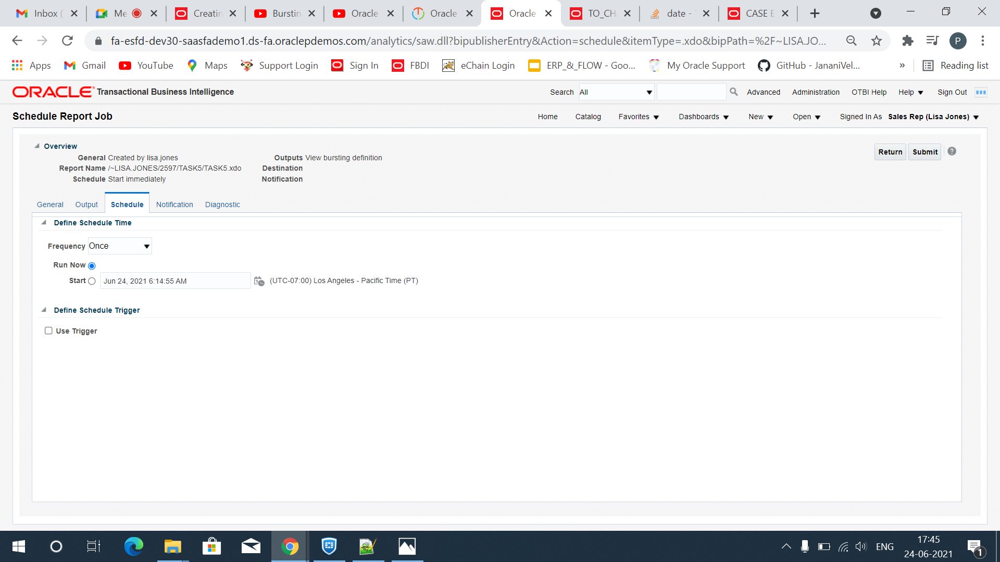 Inbox (
Me
Creatin
Burstin
Oracle
Oracle
Oracle
TO_CH
date -
CASE E
fa-esfd-dev30-saasfademo1.ds-fa.oraclepdemos.com/analytics/saw.dll?bipublisherEntry&Action=schedule&itemType=.xdo&bipPath=%2F~LISA.JO...
P
Apps
Gmail
YouTube
Maps
Support Login
Sign In
FBDI
eChain Login
ERP_&_FLOW - Goo...
My Oracle Support
GitHub - JananiVel...
»
Reading list
ORACLE Transactional Business Intelligence
Search All
Advanced
Administration
OTBI Help
Help
Sign Out
Schedule Report Job
Home
Catalog
Favorites
Dashboards
New
Open
Signed In As Sales Rep (Lisa Jones)
Overview
Return
Submit
General Created by lisa.jones
Outputs View bursting definition
Report Name /~LISA.JONES/2597/TASK5/TASK5.xdo
Destination
Schedule Start immediately
Notification
General
Output
Schedule
Notification
Diagnostic
Define Schedule Time
Frequency Once
Run Now
Start Jun 24, 2021 6:14:55 AM (UTC-07:00) Los Angeles - Pacific Time (PT)
Define Schedule Trigger
Use Trigger
ENG
17:45
24-06-2021
1